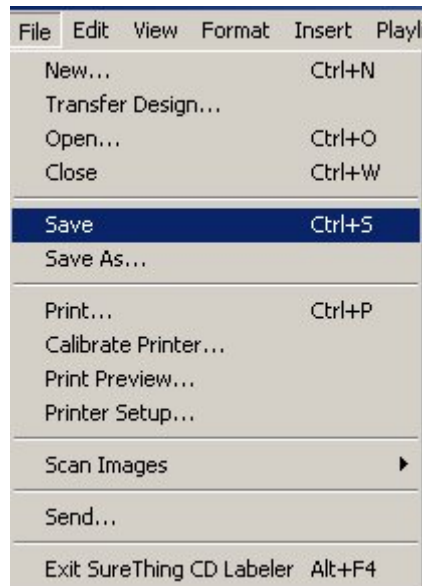 File Edit View Format Insert Playl
New... Ctrl+N
Transfer Design...
Open... Ctrl+O
Close Ctrl+W
Save Ctrl+S
Save As...
Print... Ctrl+P
Calibrate Printer...
Print Preview...
Printer Setup...
Scan Images
Send...
Exit SureThing CD Labeler Alt+F4